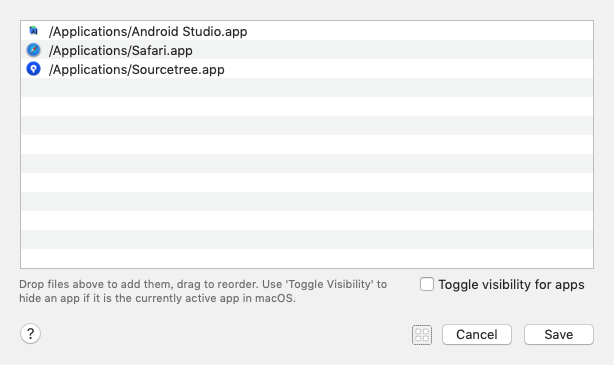 /Applications/Android Studio.app
/Applications/Safari.app
/Applications/Sourcetree.app
Drop files above to add them, drag to reorder. Use 'Toggle Visibility' to
hide an app if it is the currently active app in macOS.
Toggle visibility for apps
?
Cancel
Save